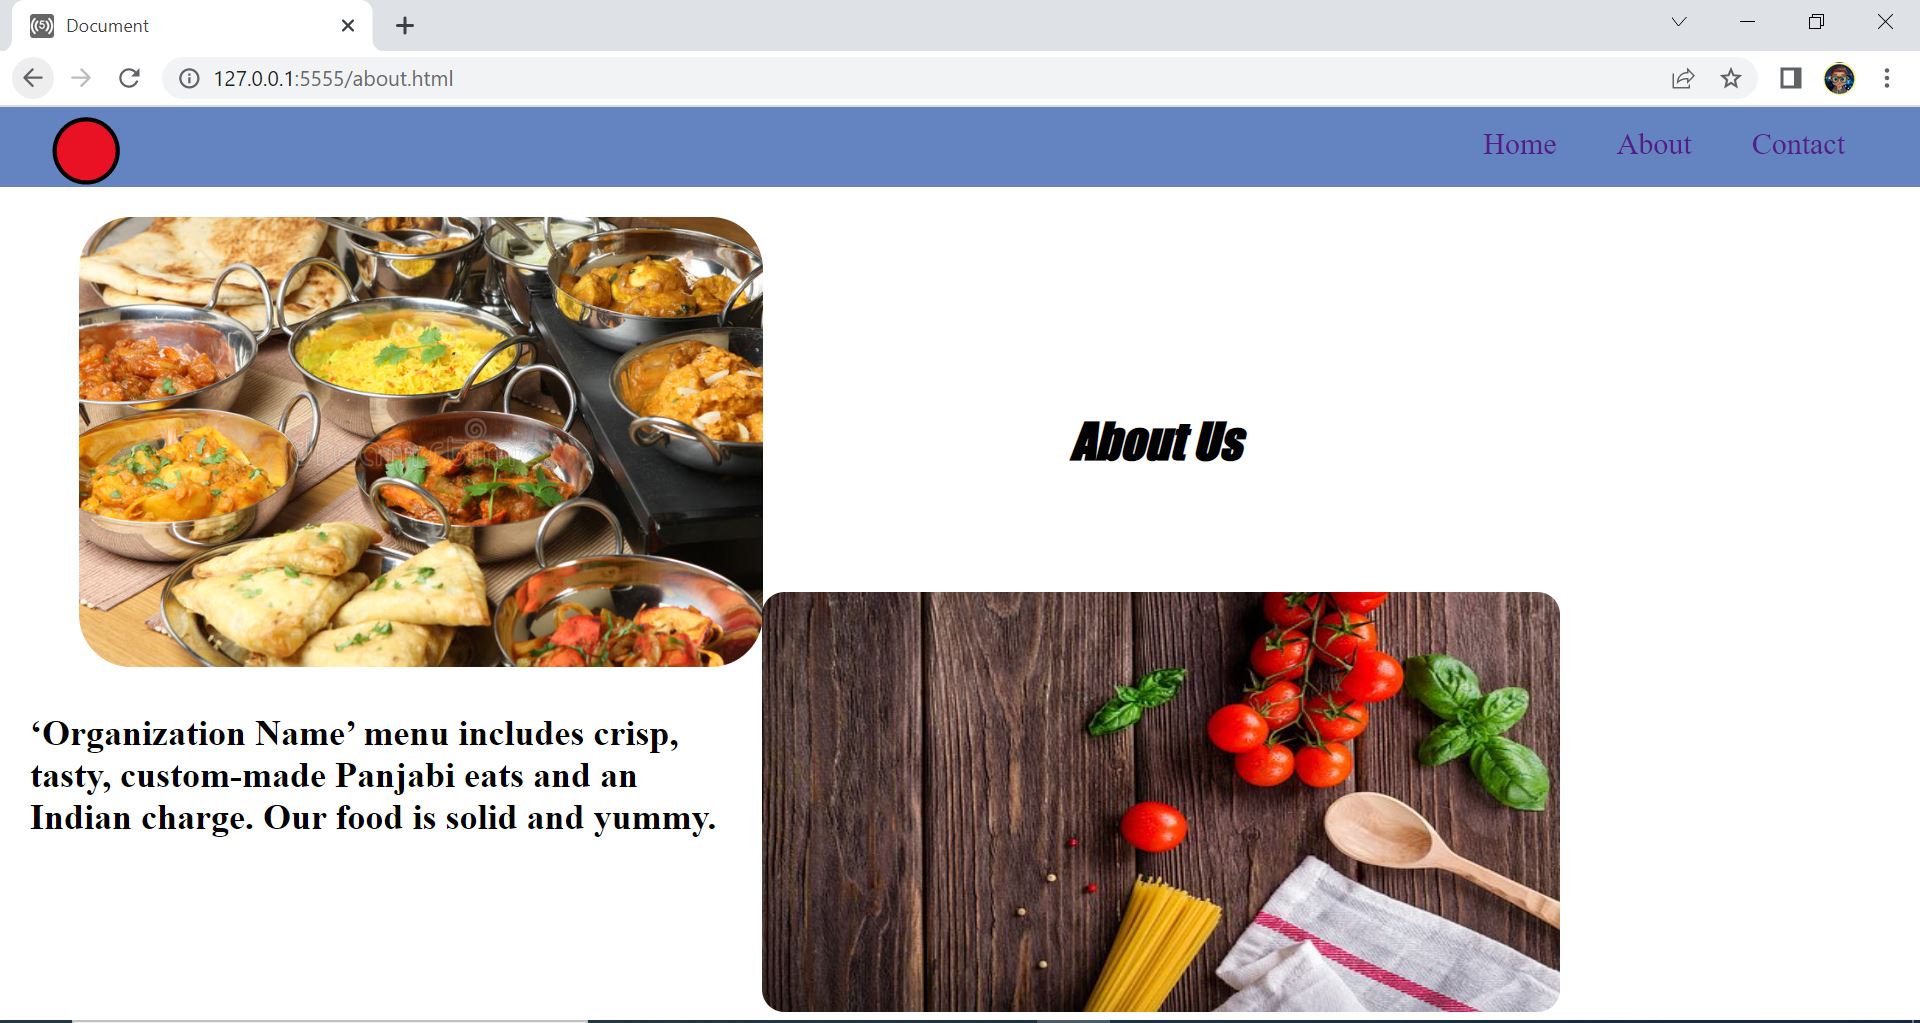 Document
127.0.0.1:5555/about.html
Home About Contact
About Us
‘Organization Name’ menu includes crisp,
tasty, custom-made Panjabi eats and an
Indian charge. Our food is solid and yummy.